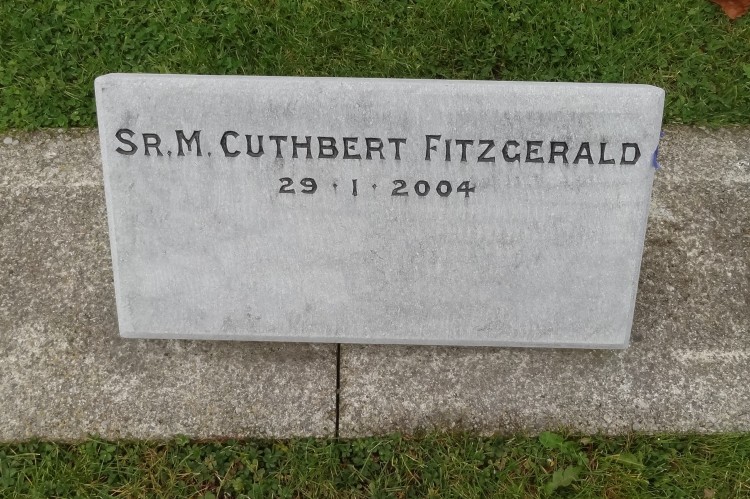 Sr. M. Cuthbert Fitzgerald
29 · 1 · 2004